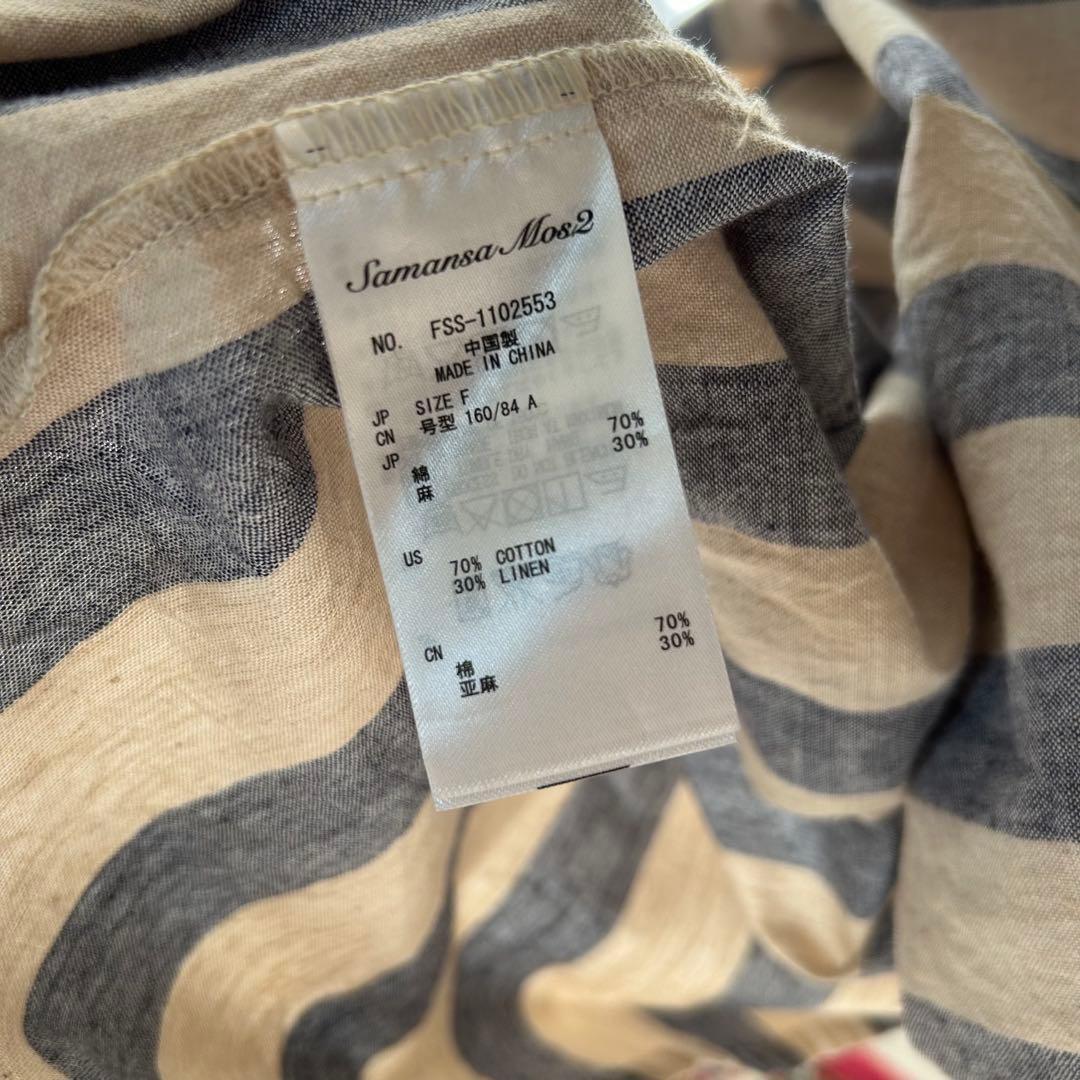 Samansa Mos2
NO. FSS-1102553
中国製
MADE IN CHINA
JP SIZE F
CN 号型 160/84 A
JP 綿 70%
麻 30%
US 70% COTTON
30% LINEN
CN 棉 70%
亚麻 30%